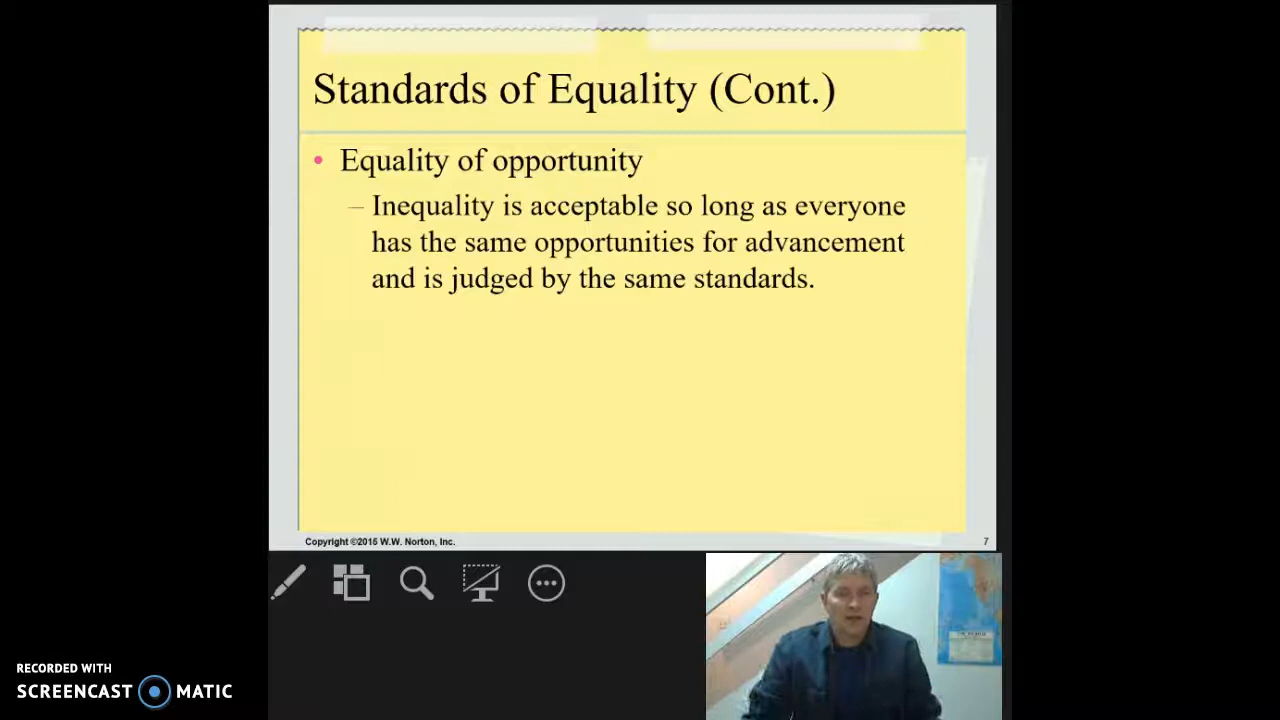 Standards of Equality (Cont.)
• Equality of opportunity
– Inequality is acceptable so long as everyone
has the same opportunities for advancement
and is judged by the same standards.
Copyright ©2015 W.W. Norton, Inc.
7
RECORDED WITH
SCREENCAST MATIC